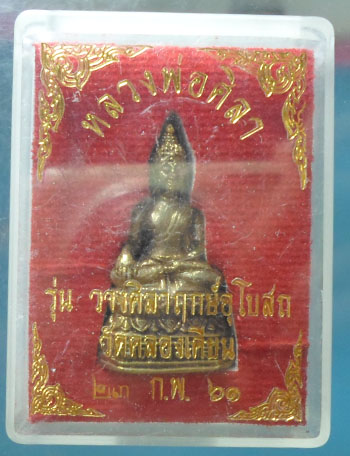 หลวงพ่อศิลา
รุ่น วางศิลาฤกษ์อุโบสถ
วัดคลองเตียน
๒๓ ก.พ. ๖๑